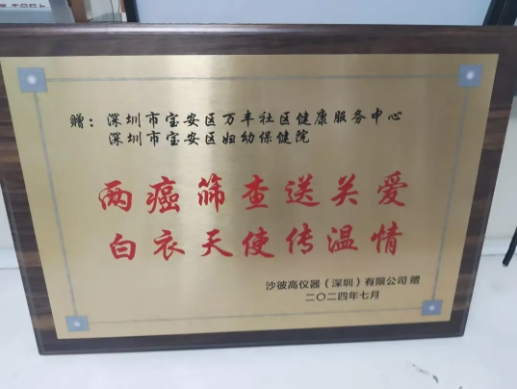 赠：深圳市宝安区万丰社区健康服务中心
深圳市宝安区妇幼保健院
两癌筛查送关爱
白衣天使传温情
沙彼高仪器（深圳）有限公司 赠
二〇二四年七月